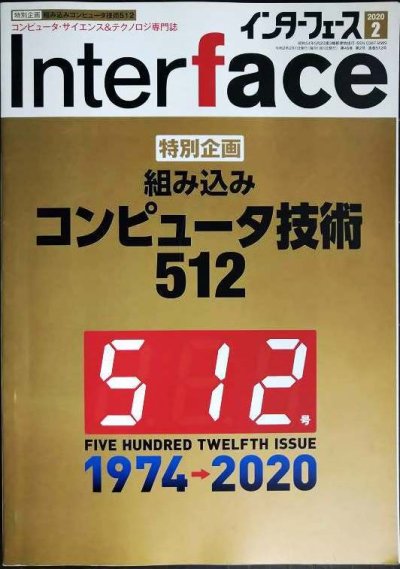 特別企画 組み込みコンピュータ技術512
コンピュータ・サイエンス&テクノロジ専門誌
インターフェース
2020
2
Interface
特別企画
組み込み
コンピュータ技術
512
512号
FIVE HUNDRED TWELFTH ISSUE
1974→2020